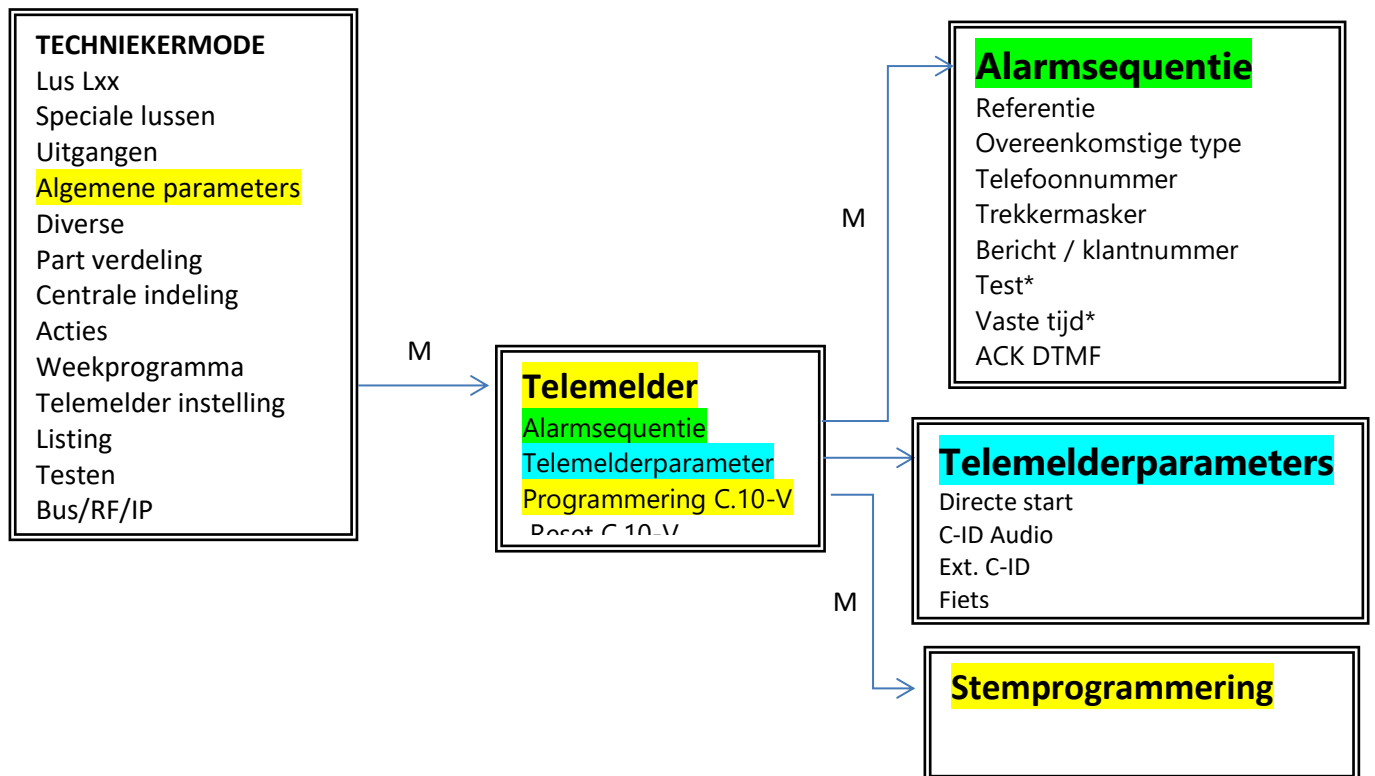 TECHNIEKERMODE
Lus Lxx
Speciale lussen
Uitgangen
Algemene parameters
Diverse
Part verdeling
Centrale indeling
Acties
Weekprogramma
Telemelder instelling
Listing
Testen
Bus/RF/IP
M
Telemelder
Alarmsequentie
Telemelderparameter
Programmering C.10-V
Reset C.10-V
M
Alarmsequentie
Referentie
Overeenkomstige type
Telefoonnummer
Trekkermasker
Bericht / klantnummer
Test*
Vaste tijd*
ACK DTMF
Telemelderparameters
Directe start
C-ID Audio
Ext. C-ID
Fiets
M
Stemprogrammering